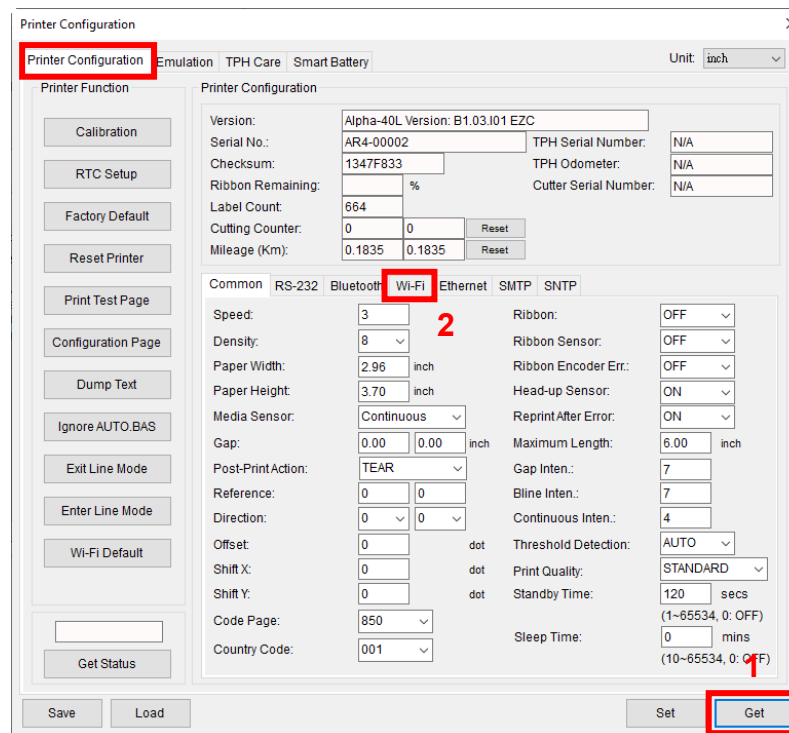 Printer Configuration
Printer Configuration Emulation TPH Care Smart Battery Unit: inch
Printer Function Printer Configuration
Calibration
RTC Setup
Factory Default
Reset Printer
Print Test Page
Configuration Page
Dump Text
Ignore AUTO.BAS
Exit Line Mode
Enter Line Mode
Wi-Fi Default
Get Status
Version: Alpha-40L Version: B1.03.I01 EZC
Serial No.: AR4-00002 TPH Serial Number: N/A
Checksum: 1347F833 TPH Odometer: N/A
Ribbon Remaining: % Cutter Serial Number: N/A
Label Count: 664
Cutting Counter: 0 0 Reset
Mileage (Km): 0.1835 0.1835 Reset
Common RS-232 Bluetooth Wi-Fi Ethernet SMTP SNTP
2
Speed: 3 Ribbon: OFF
Density: 8 Ribbon Sensor: OFF
Paper Width: 2.96 inch Ribbon Encoder Err.: OFF
Paper Height: 3.70 inch Head-up Sensor: ON
Media Sensor: Continuous Reprint After Error: ON
Gap: 0.00 0.00 inch Maximum Length: 6.00 inch
Post-Print Action: TEAR Gap Inten.: 7
Reference: 0 0 Bline Inten.: 7
Direction: 0 0 Continuous Inten.: 4
Offset: 0 dot Threshold Detection: AUTO
Shift X: 0 dot Print Quality: STANDARD
Shift Y: 0 dot Standby Time: 120 secs
(1~65534, 0: OFF)
Code Page: 850
Sleep Time: 0 mins
Country Code: 001
(10~65534, 0: OFF)
1
Save Load Set Get